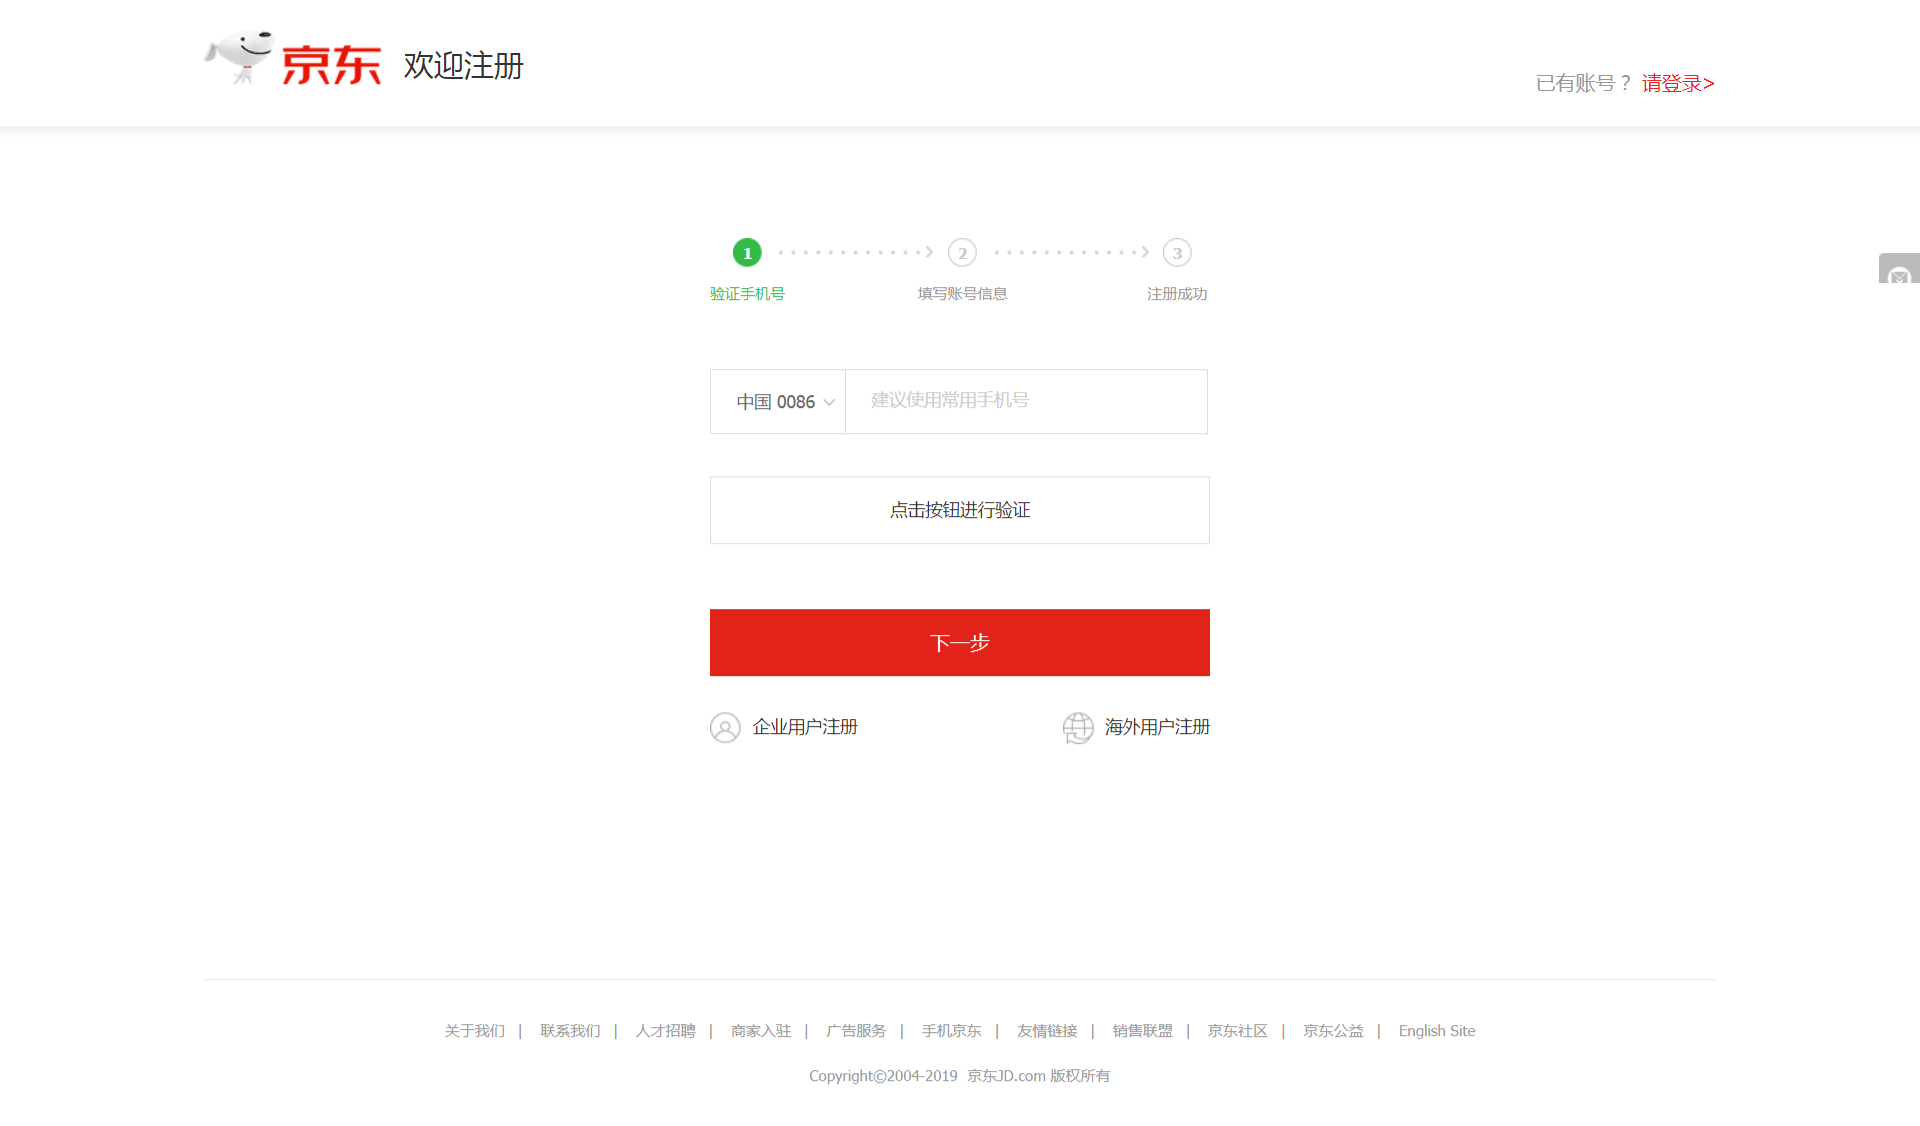 京东 欢迎注册
已有账号？ 请登录>
1 2 3
验证手机号 填写账号信息 注册成功
中国 0086 建议使用常用手机号
点击按钮进行验证
下一步
企业用户注册 海外用户注册
关于我们 | 联系我们 | 人才招聘 | 商家入驻 | 广告服务 | 手机京东 | 友情链接 | 销售联盟 | 京东社区 | 京东公益 | English Site
Copyright©2004-2019 京东JD.com 版权所有